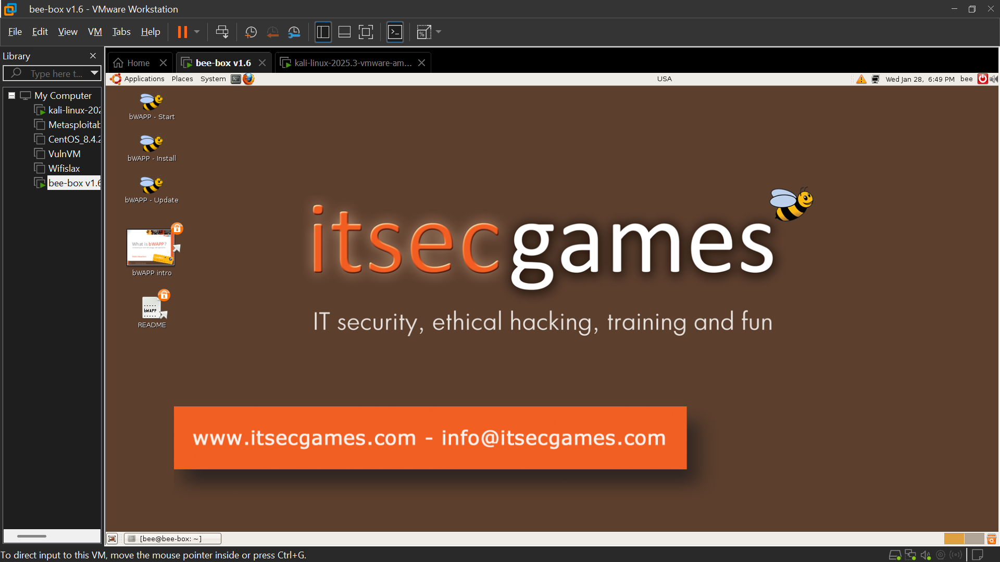 bee-box v1.6 - VMware Workstation
File Edit View VM Tabs Help
Library
Type here t...
Home
bee-box v1.6
kali-linux-2025.3-vmware-am...
Applications Places System
USA
Wed Jan 28, 6:49 PM bee
My Computer
kali-linux-202
Metasploitab
CentOS_8.4.2
VulnVM
Wifislax
bee-box v1.6
bWAPP - Start
bWAPP - Install
bWAPP - Update
What is bWAPP?
bWAPP intro
bWAPP
README
itsecgames
IT security, ethical hacking, training and fun
www.itsecgames.com - info@itsecgames.com
[bee@bee-box: ~]
To direct input to this VM, move the mouse pointer inside or press Ctrl+G.